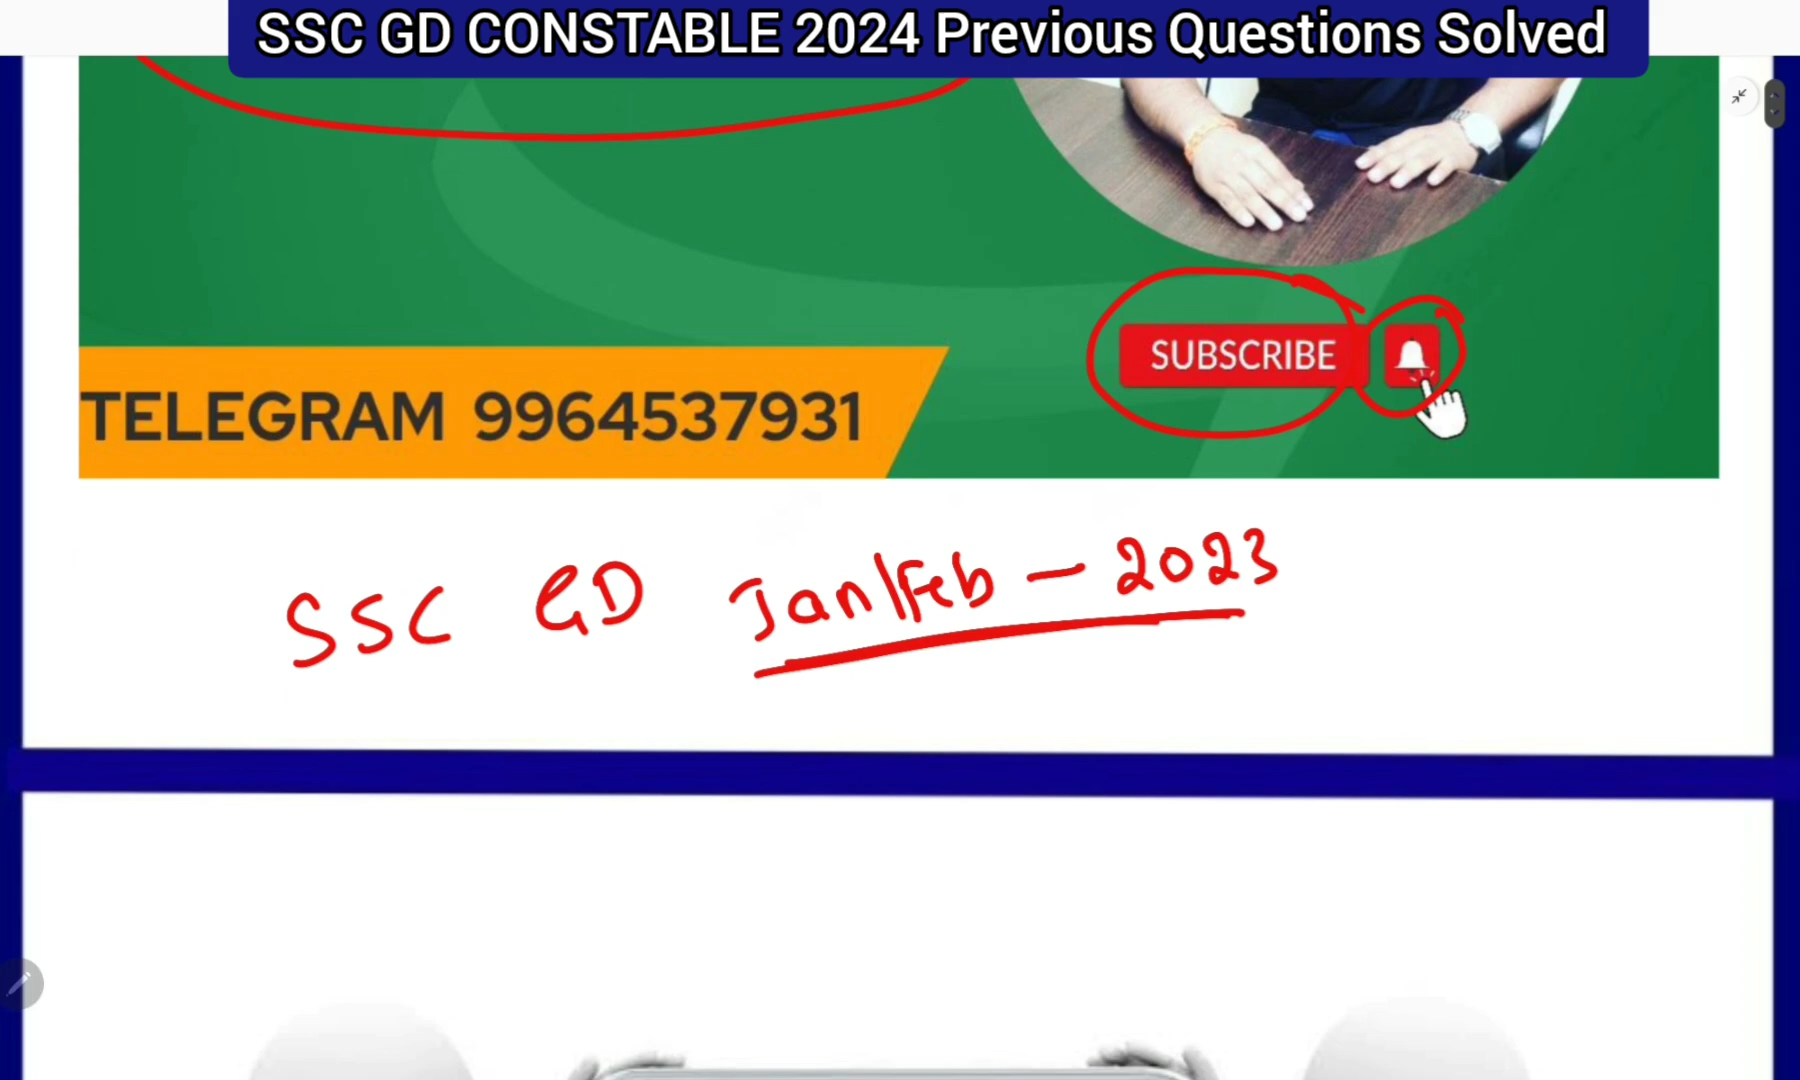 SSC GD CONSTABLE 2024 Previous Questions Solved
SUBSCRIBE
TELEGRAM 9964537931
SSC GD Jan/Feb - 2023